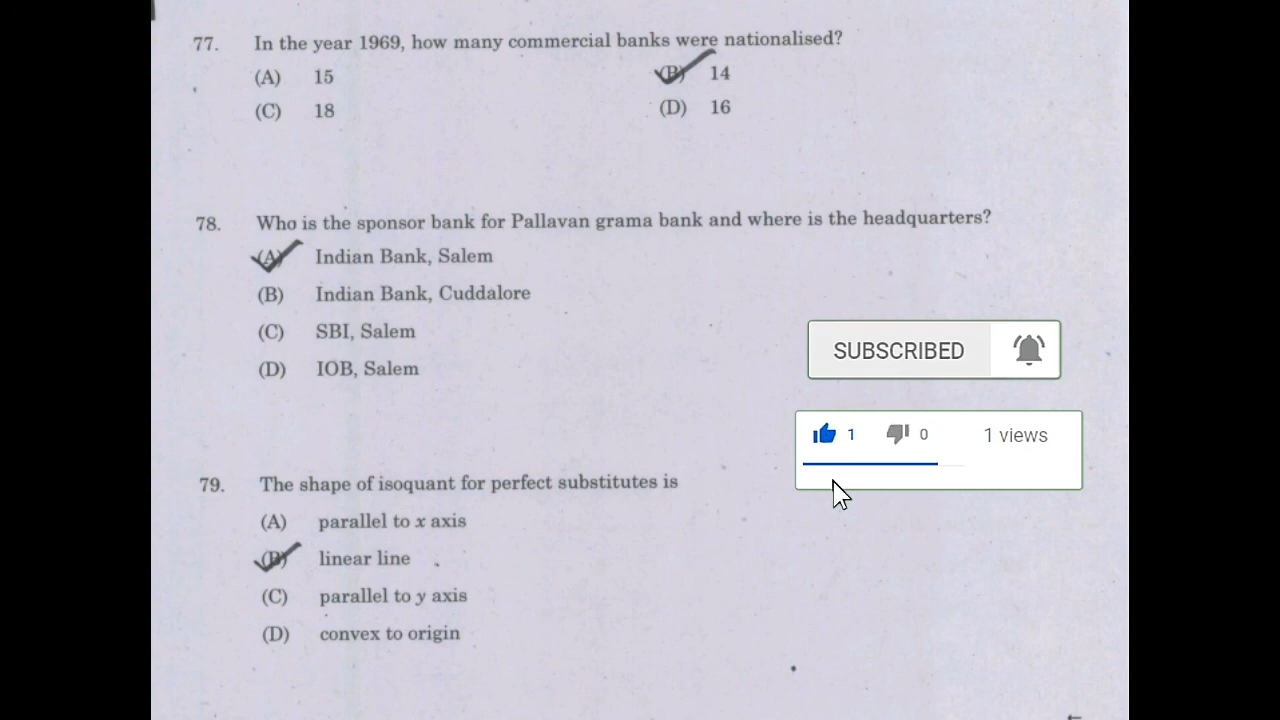 77. In the year 1969, how many commercial banks were nationalised?
(A) 15 (B) 14
(C) 18 (D) 16
78. Who is the sponsor bank for Pallavan grama bank and where is the headquarters?
(A) Indian Bank, Salem
(B) Indian Bank, Cuddalore
(C) SBI, Salem
(D) IOB, Salem
SUBSCRIBED
1 0 1 views
79. The shape of isoquant for perfect substitutes is
(A) parallel to x axis
(B) linear line
(C) parallel to y axis
(D) convex to origin